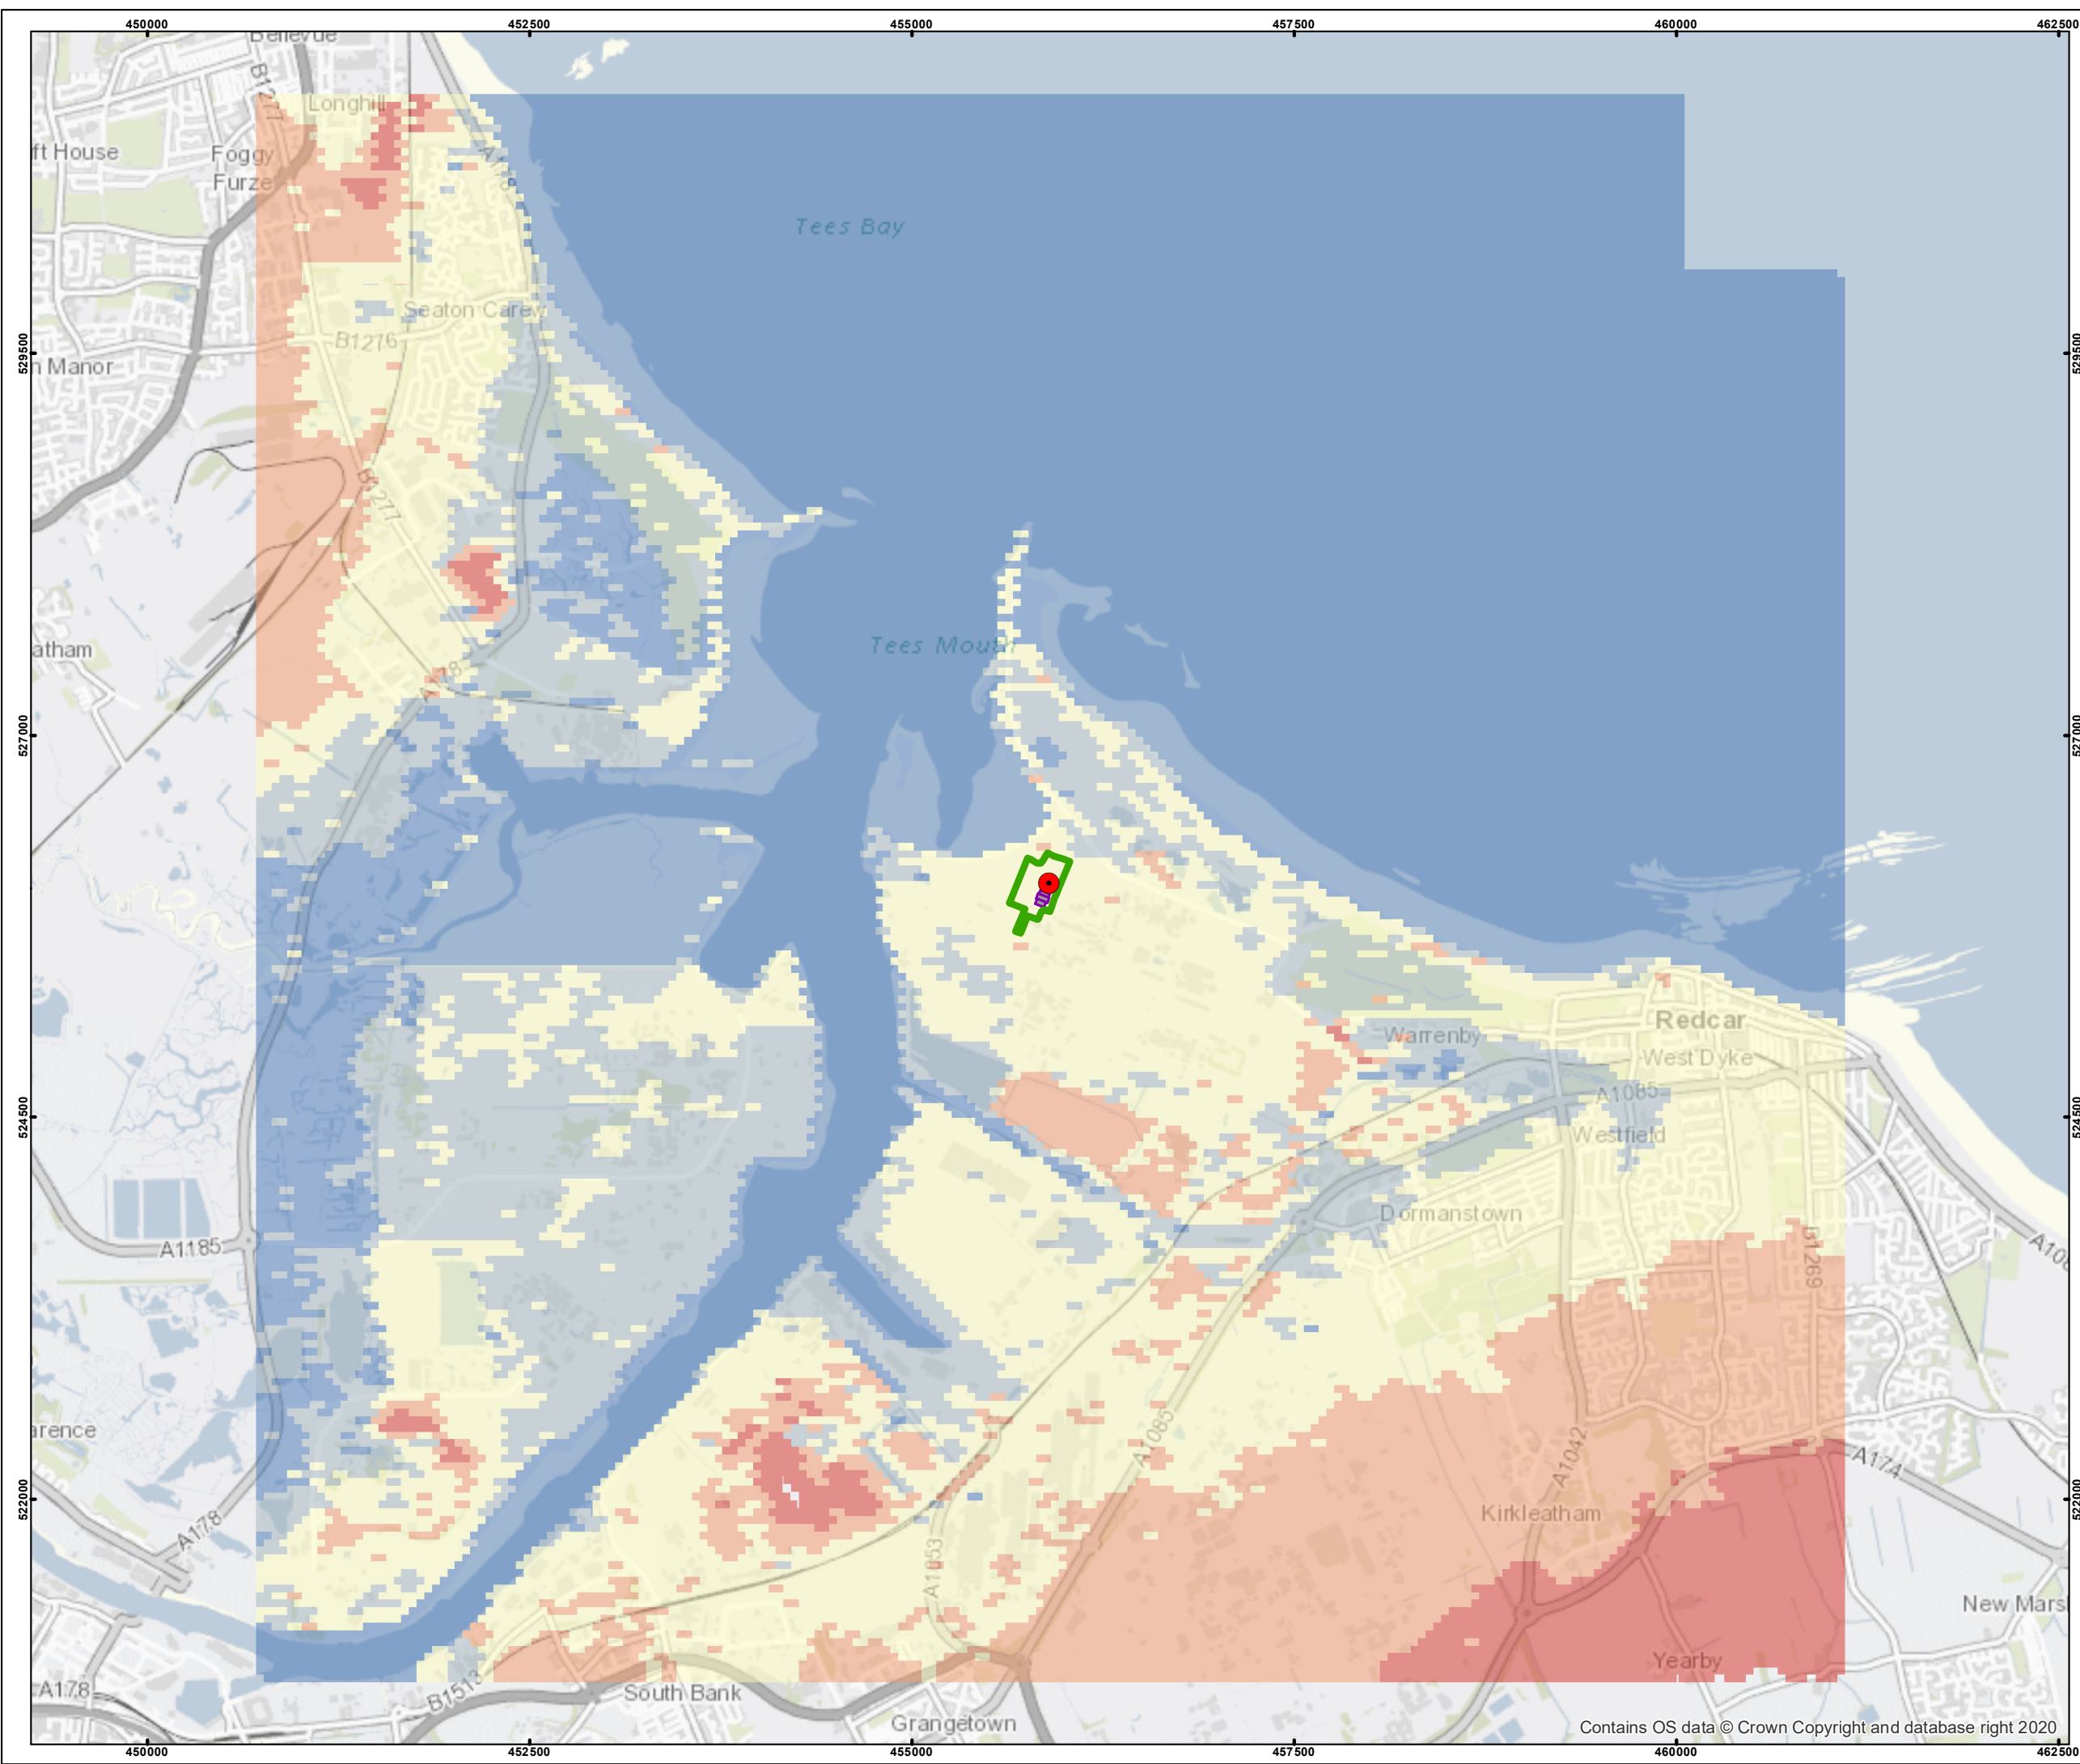 450000 452500 455000 457500 460000 462500
Bellevue
B1277
Longhill
ft House
Foggy
Furze
A178
Tees Bay
Seaton Carew
B1276
529500 529500
n Manor
B1277
atham
Tees Mouth
A178
527000 527000
Redcar
Warrenby
West Dyke
A1085
524500 524500
Westfield
Dormanstown
A1185
B1269
A108
A1085
arence
A1042
A174
522000 522000
Kirkleatham
A178
A1053
New Marsl
Yearby
A178
B1513
South Bank
Grangetown
Contains OS data © Crown Copyright and database right 2020
450000 452500 455000 457500 460000 462500